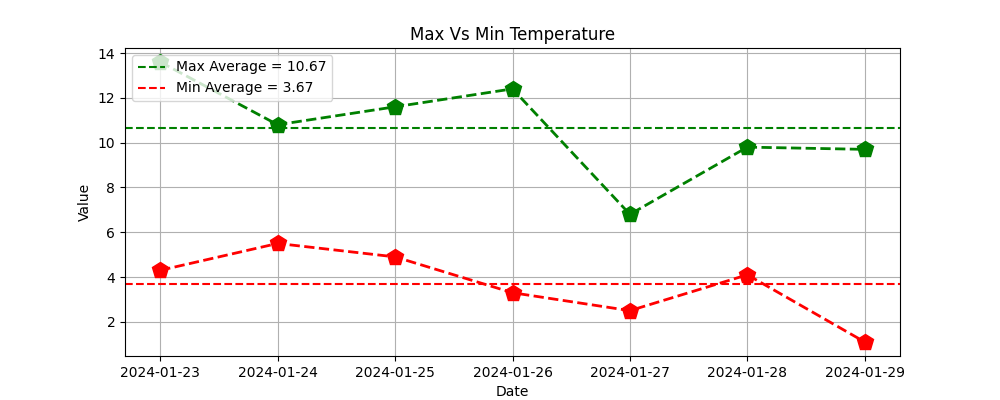 Max Vs Min Temperature
Max Average = 10.67
Min Average = 3.67
14
12
10
8
6
4
2
Value
2024-01-23 2024-01-24 2024-01-25 2024-01-26 2024-01-27 2024-01-28 2024-01-29
Date